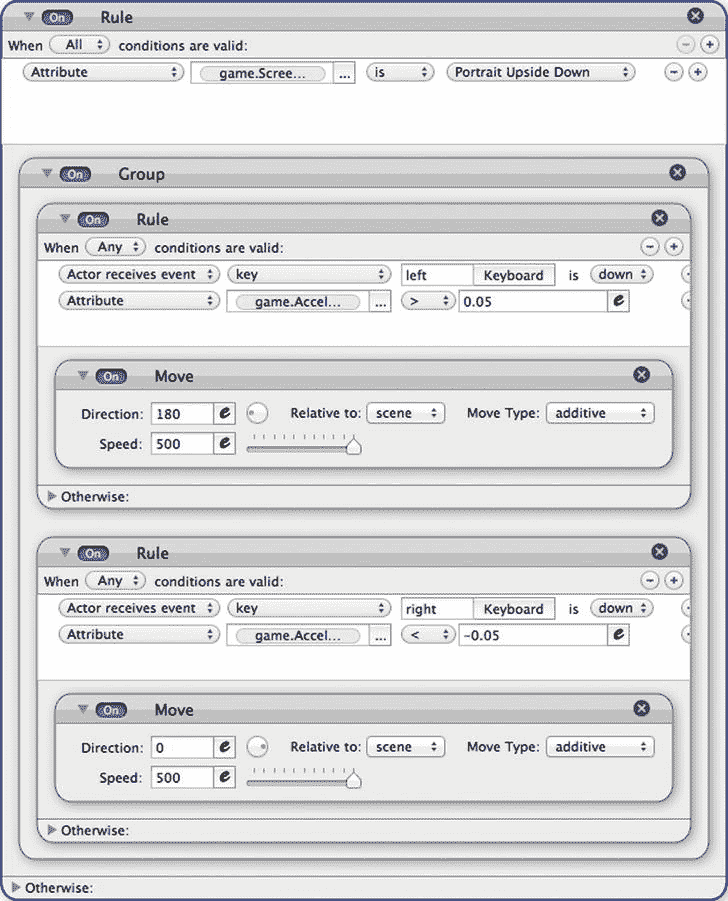 On Rule
When All conditions are valid:
Attribute game.Scree... ... is Portrait Upside Down
On Group
On Rule
When Any conditions are valid:
Actor receives event key left Keyboard is down
Attribute game.Accel... ... > 0.05 e
On Move
Direction: 180 e Relative to: scene Move Type: additive
Speed: 500 e
Otherwise:
On Rule
When Any conditions are valid:
Actor receives event key right Keyboard is down
Attribute game.Accel... ... < -0.05 e
On Move
Direction: 0 e Relative to: scene Move Type: additive
Speed: 500 e
Otherwise:
Otherwise: